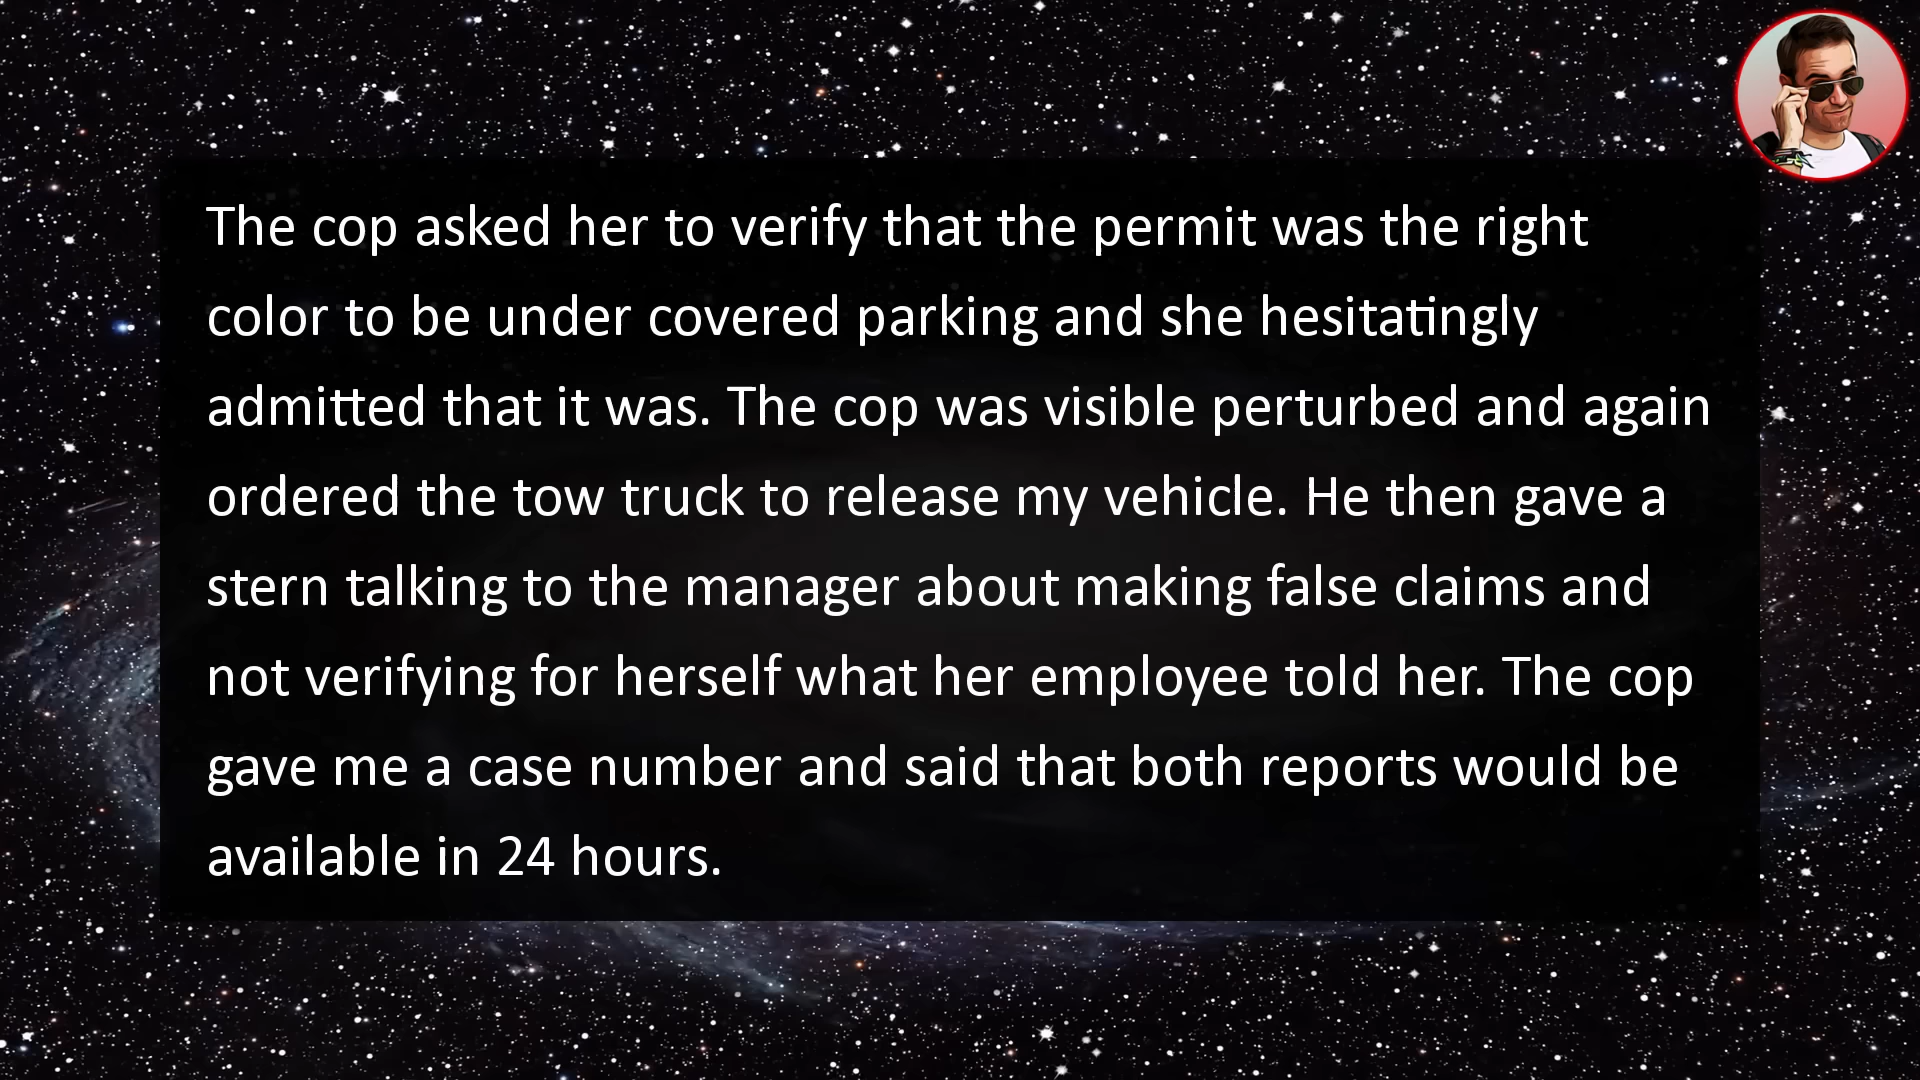 The cop asked her to verify that the permit was the right
color to be under covered parking and she hesitatingly
admitted that it was. The cop was visible perturbed and again
ordered the tow truck to release my vehicle. He then gave a
stern talking to the manager about making false claims and
not verifying for herself what her employee told her. The cop
gave me a case number and said that both reports would be
available in 24 hours.